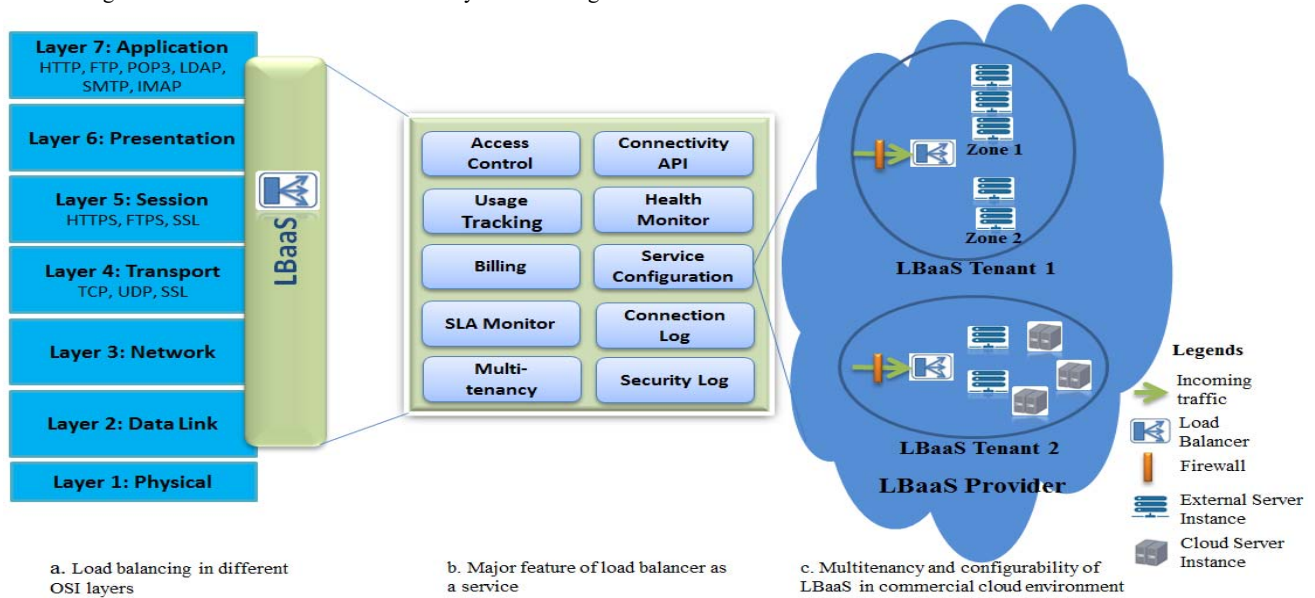 Layer 7: Application
HTTP, FTP, POP3, LDAP,
SMTP, IMAP
Layer 6: Presentation
Layer 5: Session
HTTPS, FTPS, SSL
Layer 4: Transport
TCP, UDP, SSL
Layer 3: Network
Layer 2: Data Link
Layer 1: Physical
LBaaS
a. Load balancing in different
OSI layers
Access
Control
Connectivity
API
Usage
Tracking
Health
Monitor
Billing
Service
Configuration
SLA Monitor
Connection
Log
Multi-
tenancy
Security Log
b. Major feature of load balancer as
a service
Zone 1
Zone 2
LBaaS Tenant 1
LBaaS Tenant 2
LBaaS Provider
c. Multitenancy and configurability of
LBaaS in commercial cloud environment
Legends
Incoming
traffic
Load
Balancer
Firewall
External Server
Instance
Cloud Server
Instance